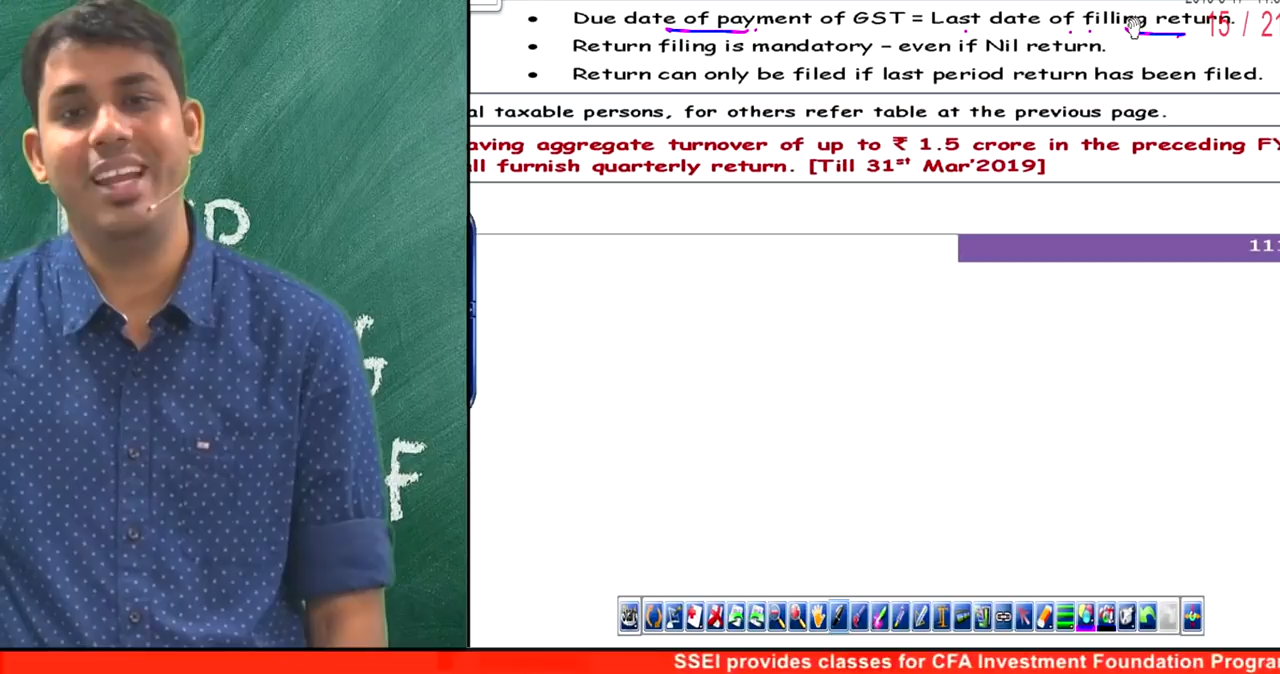 • Due date of payment of GST = Last date of filling return.
15 / 21
• Return filing is mandatory – even if Nil return.
• Return can only be filed if last period return has been filed.
al taxable persons, for others refer table at the previous page.
aving aggregate turnover of up to ₹ 1.5 crore in the preceding FY
ll furnish quarterly return. [Till 31st Mar'2019]
11
F
SSEI provides classes for CFA Investment Foundation Progra